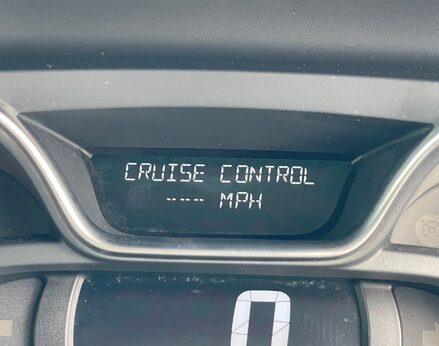 CRUISE CONTROL
--- MPH
0